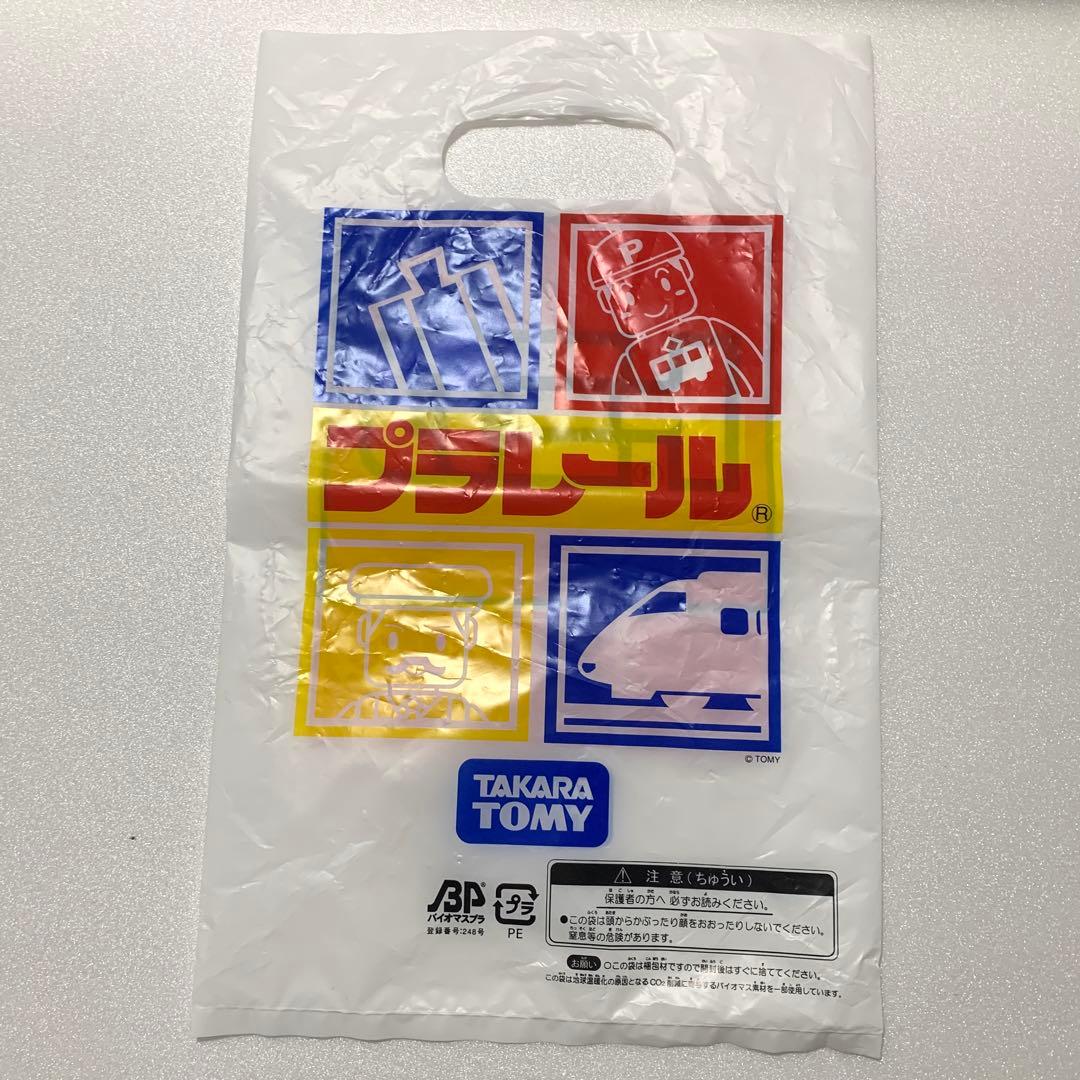 P
プラレール®
© TOMY
TAKARA
TOMY
BP®
バイオマスプラ
登録番号:248号
プラ
PE
注意(ちゅうい)
保護者の方へ 必ずお読みください。
●この袋は頭からかぶったり顔をおおったりしないでください。
窒息等の危険があります。
お願い ○この袋は梱包材ですので開封後はすぐに捨ててください。
この袋は地球温暖化の原因となるCO2削減に寄与するバイオマス素材を一部使用しています。